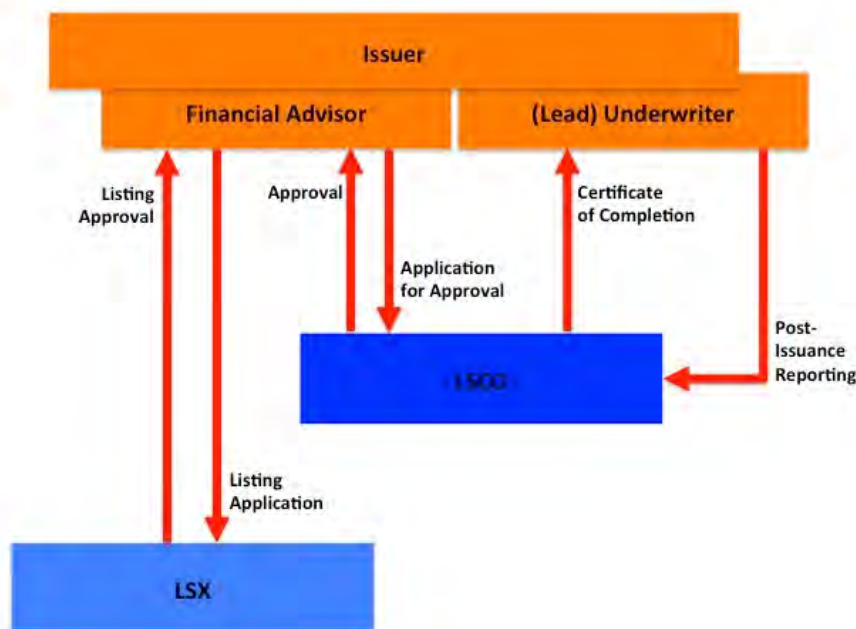 Issuer
Financial Advisor
(Lead) Underwriter
Listing
Approval
Approval
Certificate
of Completion
Application
for Approval
Post-
Issuance
Reporting
LSCO
Listing
Application
LSX